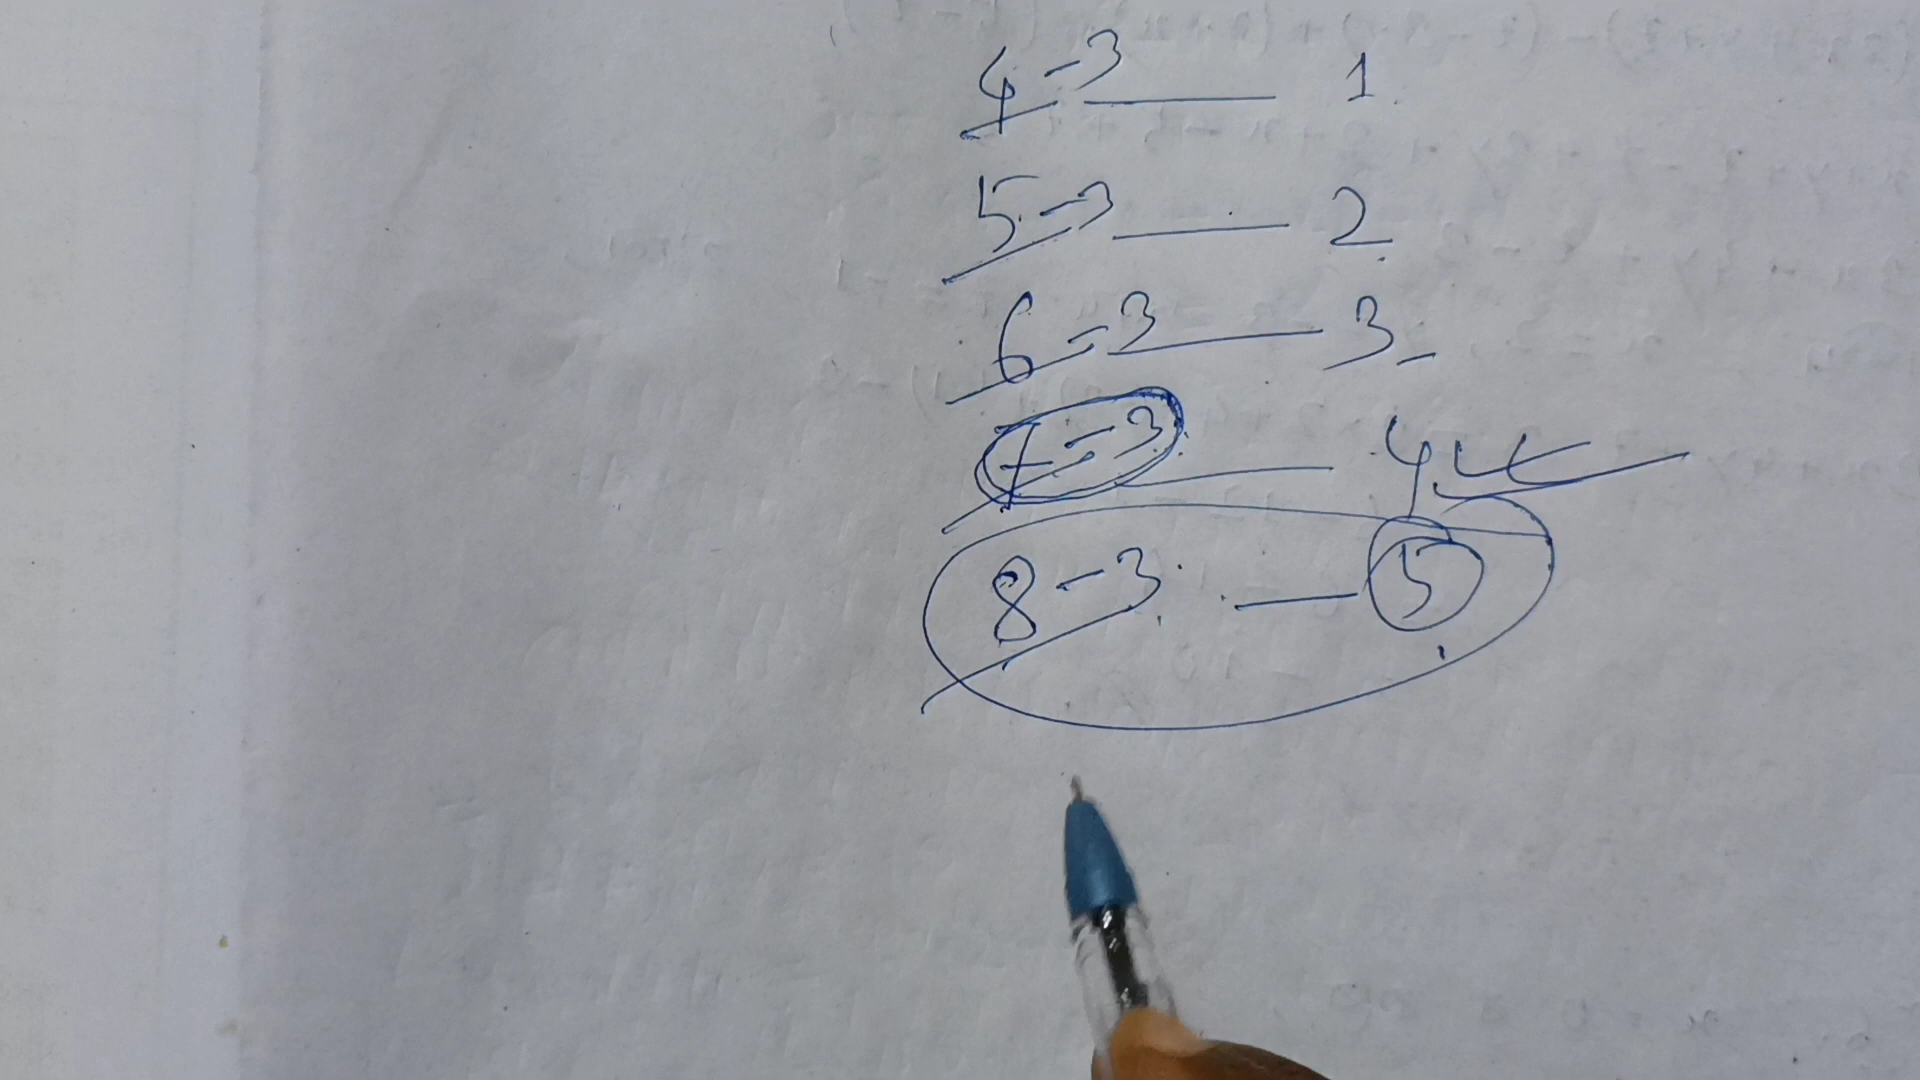 4-3 — 1
5-3 — 2
6-3 — 3
7-3 — 4
8-3 — 5